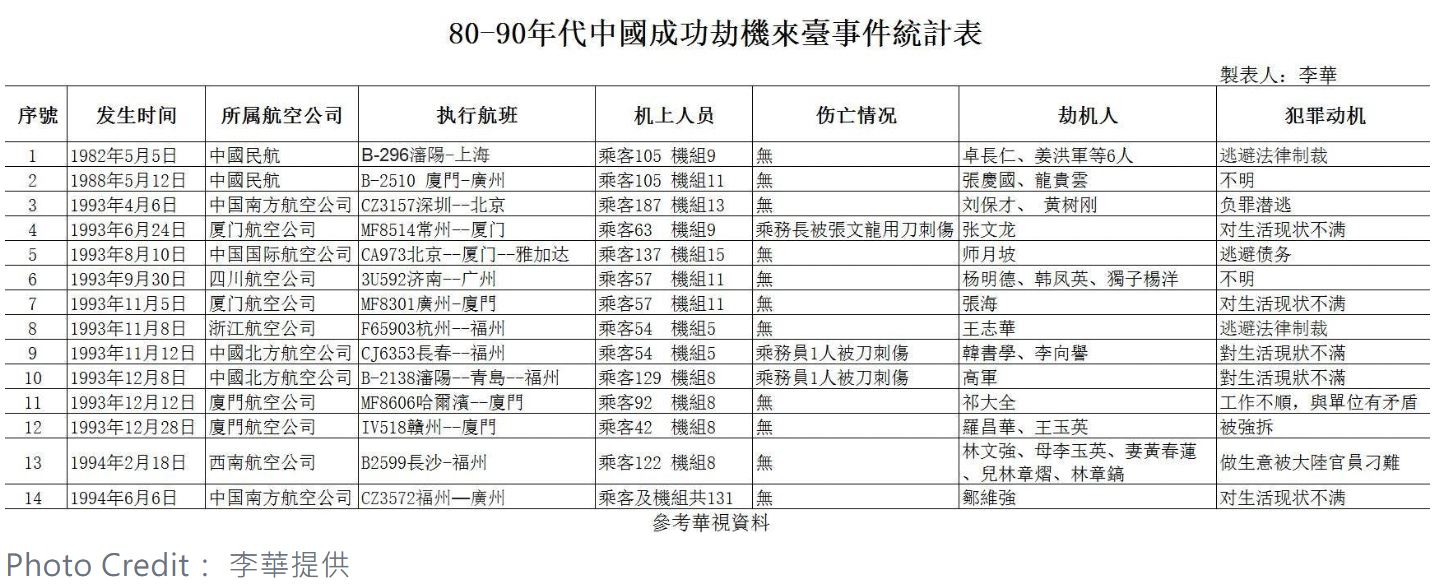 80-90年代中國成功劫機來臺事件統計表
製表人：李華
序號 发生时间 所属航空公司 执行航班 机上人员 伤亡情况 劫机人 犯罪动机
1 1982年5月5日 中國民航 B-296瀋陽-上海 乘客105 機組9 無 卓長仁、姜洪軍等6人 逃避法律制裁
2 1988年5月12日 中國民航 B-2510 廈門-廣州 乘客105 機組11 無 張慶國、龍貴雲 不明
3 1993年4月6日 中国南方航空公司 CZ3157深圳--北京 乘客187 機組13 無 刘保才、 黄树刚 负罪潜逃
4 1993年6月24日 厦门航空公司 MF8514常州--厦门 乘客63 機組9 乘務長被張文龍用刀刺傷 张文龙 对生活现状不满
5 1993年8月10日 中国国际航空公司 CA973北京--厦门--雅加达 乘客137 機組15 無 师月坡 逃避债务
6 1993年9月30日 四川航空公司 3U592济南--广州 乘客57 機組11 無 杨明德、韩凤英、獨子楊洋 不明
7 1993年11月5日 厦门航空公司 MF8301廣州-廈門 乘客57 機組11 無 張海 对生活现状不满
8 1993年11月8日 浙江航空公司 F65903杭州--福州 乘客54 機組5 無 王志華 逃避法律制裁
9 1993年11月12日 中國北方航空公司 CJ6353長春--福州 乘客54 機組5 乘務員1人被刀刺傷 韓書學、李向譽 對生活現狀不滿
10 1993年12月8日 中國北方航空公司 B-2138瀋陽--青島--福州 乘客129 機組8 乘務員1人被刀刺傷 高軍 對生活現狀不滿
11 1993年12月12日 廈門航空公司 MF8606哈爾濱--廈門 乘客92 機組8 無 祁大全 工作不順，與單位有矛盾
12 1993年12月28日 廈門航空公司 IV518贛州--廈門 乘客42 機組8 無 羅昌華、王玉英 被強拆
13 1994年2月18日 西南航空公司 B2599長沙-福州 乘客122 機組8 無 林文強、母李玉英、妻黃春蓮
、兒林章熠、林章鎬 做生意被大陸官員刁難
14 1994年6月6日 中国南方航空公司 CZ3572福州—廣州 乘客及機組共131 無 鄒維強 对生活现状不满
參考華視資料
Photo Credit： 李華提供